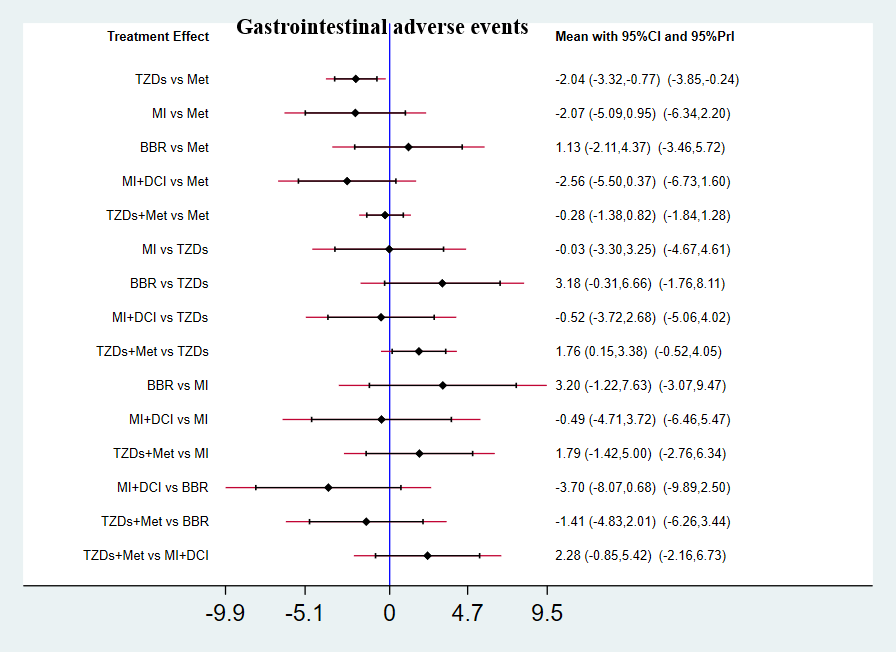 Gastrointestinal adverse events
Treatment Effect Mean with 95%CI and 95%PrI
TZDs vs Met -2.04 (-3.32,-0.77) (-3.85,-0.24)
MI vs Met -2.07 (-5.09,0.95) (-6.34,2.20)
BBR vs Met 1.13 (-2.11,4.37) (-3.46,5.72)
MI+DCI vs Met -2.56 (-5.50,0.37) (-6.73,1.60)
TZDs+Met vs Met -0.28 (-1.38,0.82) (-1.84,1.28)
MI vs TZDs -0.03 (-3.30,3.25) (-4.67,4.61)
BBR vs TZDs 3.18 (-0.31,6.66) (-1.76,8.11)
MI+DCI vs TZDs -0.52 (-3.72,2.68) (-5.06,4.02)
TZDs+Met vs TZDs 1.76 (0.15,3.38) (-0.52,4.05)
BBR vs MI 3.20 (-1.22,7.63) (-3.07,9.47)
MI+DCI vs MI -0.49 (-4.71,3.72) (-6.46,5.47)
TZDs+Met vs MI 1.79 (-1.42,5.00) (-2.76,6.34)
MI+DCI vs BBR -3.70 (-8.07,0.68) (-9.89,2.50)
TZDs+Met vs BBR -1.41 (-4.83,2.01) (-6.26,3.44)
TZDs+Met vs MI+DCI 2.28 (-0.85,5.42) (-2.16,6.73)
-9.9 -5.1 0 4.7 9.5